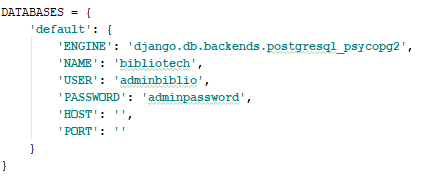 DATABASES = {
    'default': {
        'ENGINE': 'django.db.backends.postgresql_psycopg2',
        'NAME': 'bibliotech',
        'USER': 'adminbiblio',
        'PASSWORD': 'adminpassword',
        'HOST': '',
        'PORT': ''
    }
}